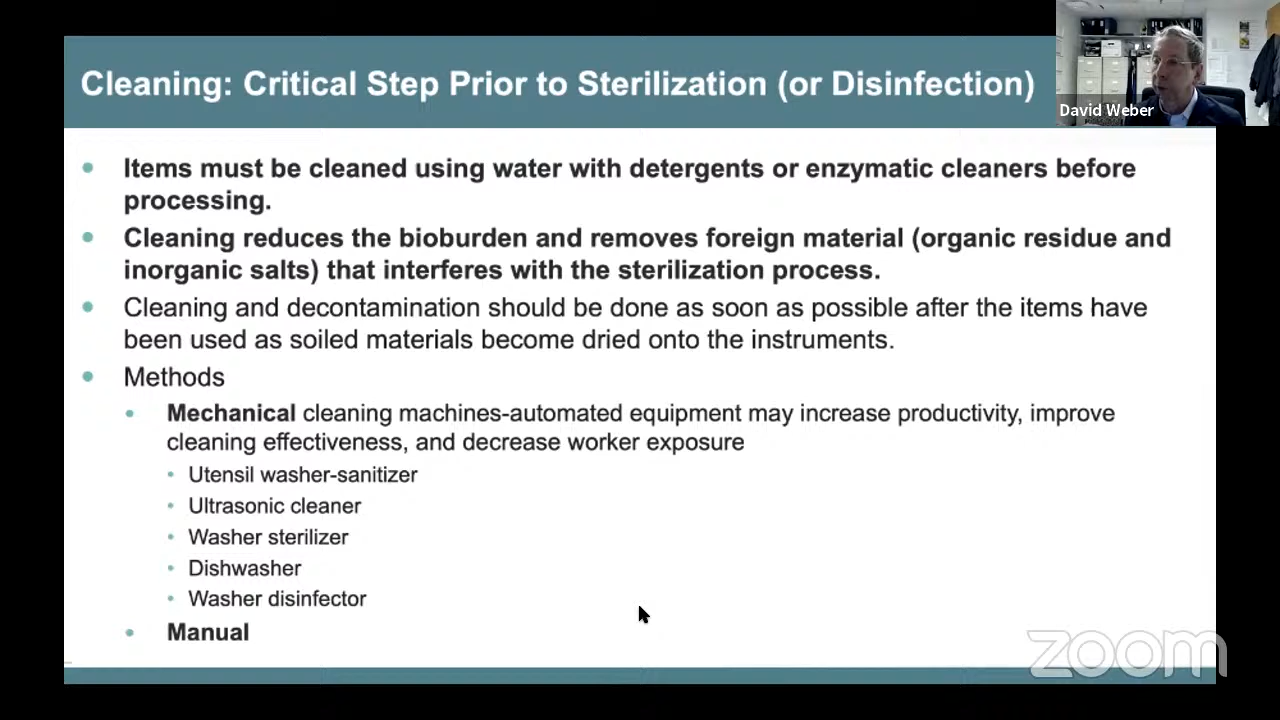 Cleaning: Critical Step Prior to Sterilization (or Disinfection)
David Weber
Items must be cleaned using water with detergents or enzymatic cleaners before
processing.
Cleaning reduces the bioburden and removes foreign material (organic residue and
inorganic salts) that interferes with the sterilization process.
Cleaning and decontamination should be done as soon as possible after the items have
been used as soiled materials become dried onto the instruments.
Methods
Mechanical cleaning machines-automated equipment may increase productivity, improve
cleaning effectiveness, and decrease worker exposure
Utensil washer-sanitizer
Ultrasonic cleaner
Washer sterilizer
Dishwasher
Washer disinfector
Manual
zoom